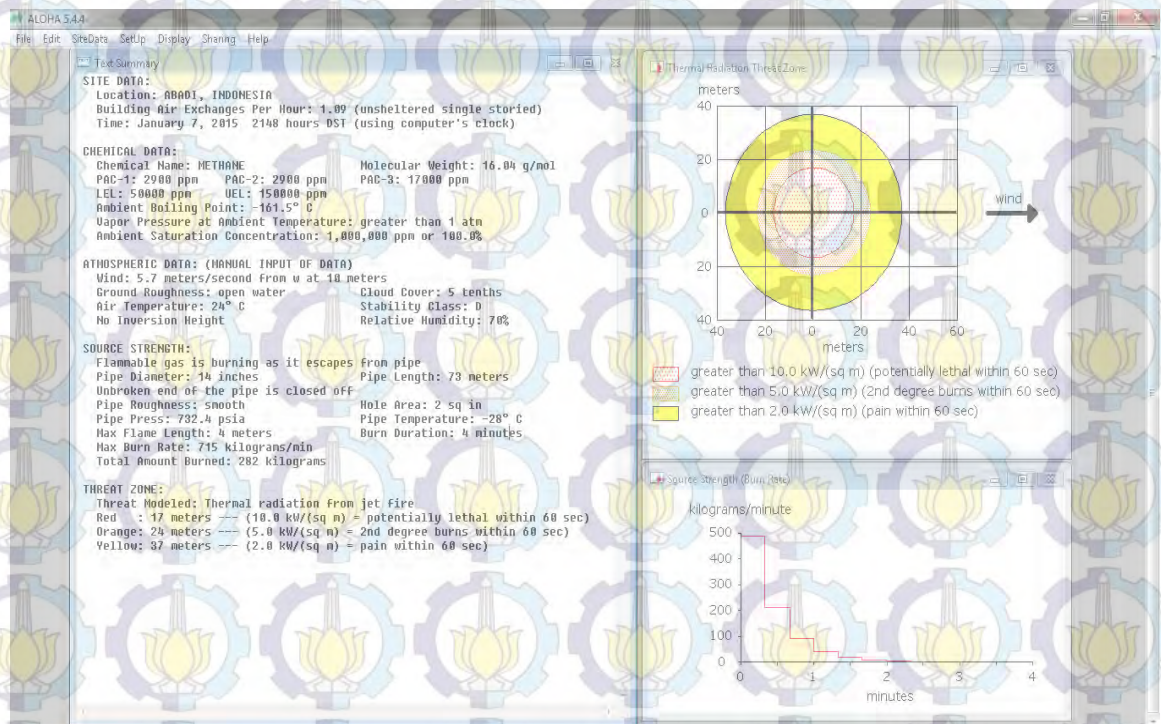 ALOHA 5.4.4
File Edit SiteData SetUp Display Sharing Help
Text Summary
SITE DATA:
Location: ABADI, INDONESIA
Building Air Exchanges Per Hour: 1.09 (unsheltered single storied)
Time: January 7, 2015 2148 hours DST (using computer's clock)
CHEMICAL DATA:
Chemical Name: METHANE Molecular Weight: 16.04 g/mol
PAC-1: 2900 ppm PAC-2: 2900 ppm PAC-3: 17000 ppm
LEL: 50000 ppm UEL: 150000 ppm
Ambient Boiling Point: -161.5° C
Vapor Pressure at Ambient Temperature: greater than 1 atm
Ambient Saturation Concentration: 1,000,000 ppm or 100.0%
ATMOSPHERIC DATA: (MANUAL INPUT OF DATA)
Wind: 5.7 meters/second from w at 10 meters
Ground Roughness: open water Cloud Cover: 5 tenths
Air Temperature: 24° C Stability Class: D
No Inversion Height Relative Humidity: 70%
SOURCE STRENGTH:
Flammable gas is burning as it escapes from pipe
Pipe Diameter: 14 inches Pipe Length: 73 meters
Unbroken end of the pipe is closed off
Pipe Roughness: smooth Hole Area: 2 sq in
Pipe Press: 732.4 psia Pipe Temperature: -28° C
Max Flame Length: 4 meters Burn Duration: 4 minutes
Max Burn Rate: 715 kilograms/min
Total Amount Burned: 282 kilograms
THREAT ZONE:
Threat Modeled: Thermal radiation from jet fire
Red : 17 meters --- (10.0 kW/(sq m) = potentially lethal within 60 sec)
Orange: 24 meters --- (5.0 kW/(sq m) = 2nd degree burns within 60 sec)
Yellow: 37 meters --- (2.0 kW/(sq m) = pain within 60 sec)
Thermal Radiation Threat Zone
meters
40
20
0
20
40
wind
40 20 0 20 40 60
meters
greater than 10.0 kW/(sq m) (potentially lethal within 60 sec)
greater than 5.0 kW/(sq m) (2nd degree burns within 60 sec)
greater than 2.0 kW/(sq m) (pain within 60 sec)
Source Strength (Burn Rate)
kilograms/minute
500
400
300
200
100
0
0 1 2 3 4
minutes